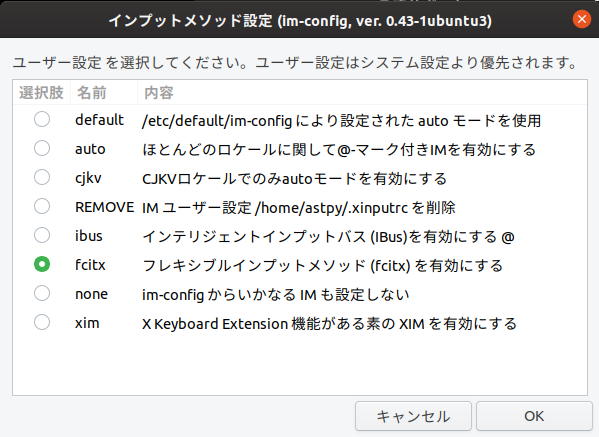 インプットメソッド設定 (im-config, ver. 0.43-1ubuntu3)
ユーザー設定 を選択してください。ユーザー設定はシステム設定より優先されます。
選択肢 名前 内容
default /etc/default/im-config により設定された auto モードを使用
auto ほとんどのロケールに関して@-マーク付きIMを有効にする
cjkv CJKVロケールでのみautoモードを有効にする
REMOVE IM ユーザー設定 /home/astpy/.xinputrc を削除
ibus インテリジェントインプットバス (IBus)を有効にする @
fcitx フレキシブルインプットメソッド (fcitx) を有効にする
none im-config からいかなる IM も設定しない
xim X Keyboard Extension 機能がある素の XIM を有効にする
キャンセル OK